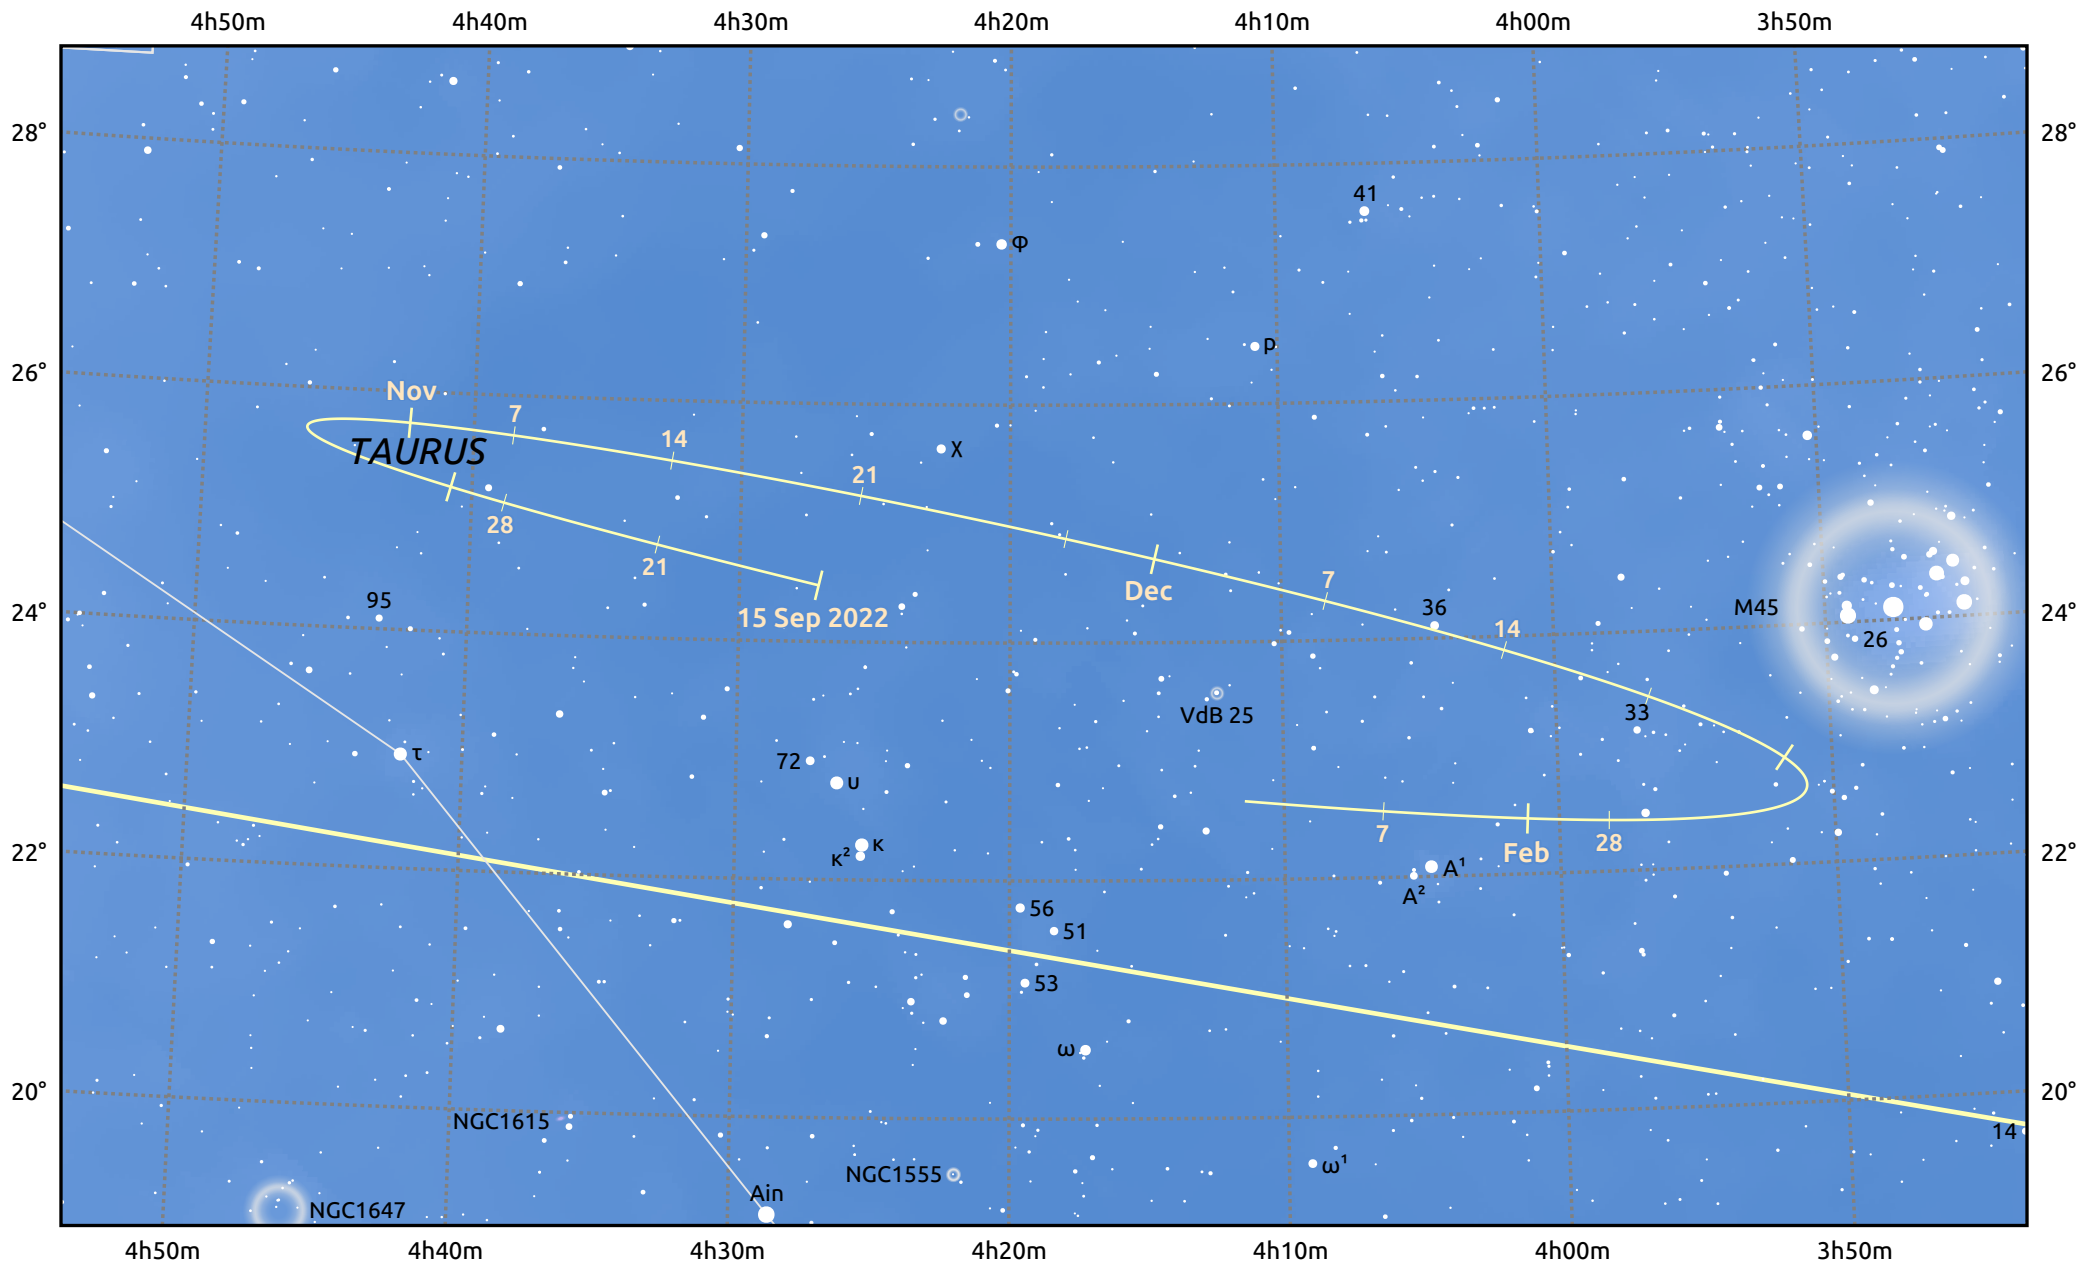 4h50m 4h40m 4h30m 4h20m 4h10m 4h00m 3h50m
28° 28°
41
φ
ρ
26° 26°
Nov
7
14
TAURUS
χ
21
28
21
Dec
7
15 Sep 2022
95
36
M45
24° 24°
14
26
33
VdB 25
τ
72
υ
7
28
Feb
κ
κ²
22° 22°
A¹
A²
56
51
53
ω
20° 20°
NGC1615
14
ω¹
NGC1555
Ain
NGC1647
4h50m 4h40m 4h30m 4h20m 4h10m 4h00m 3h50m